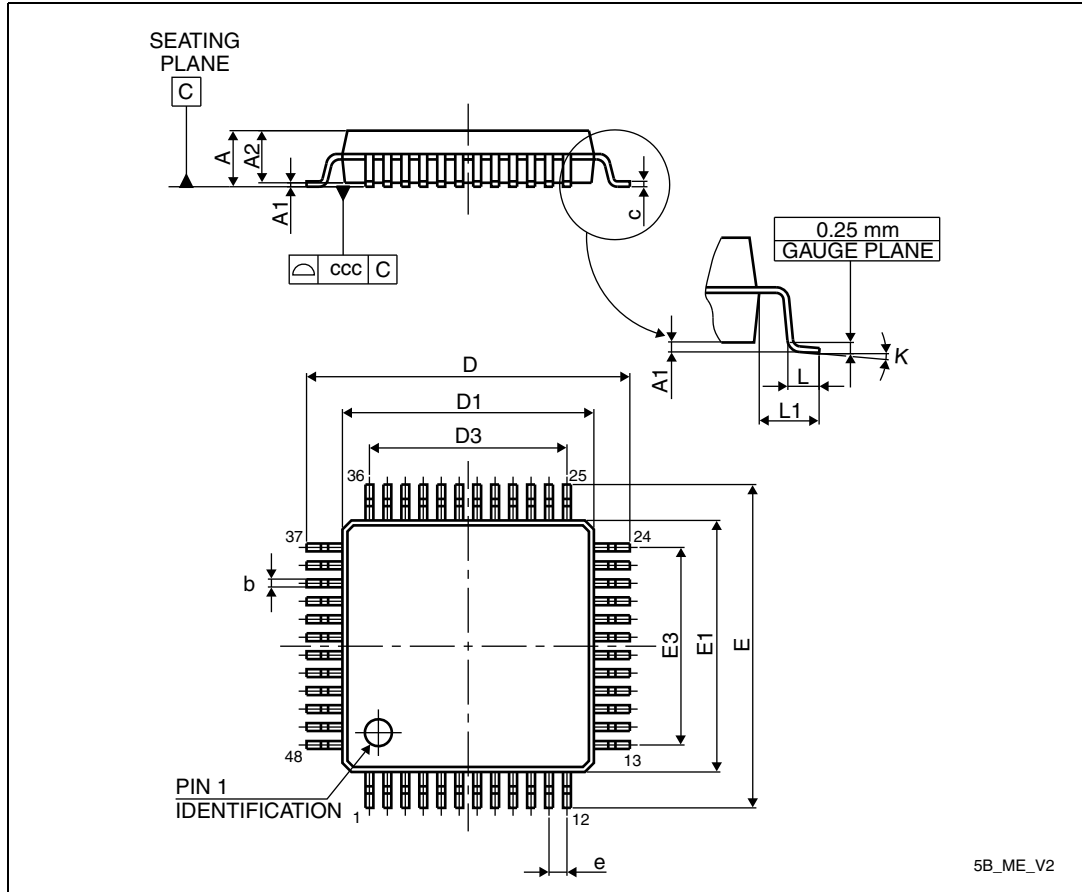 SEATING
PLANE
C
A
A2
A1
c
ccc C
0.25 mm
GAUGE PLANE
A1
L
L1
K
D
D1
D3
36
25
37
24
b
E3
E1
E
48
13
PIN 1
IDENTIFICATION
1
12
e
5B_ME_V2